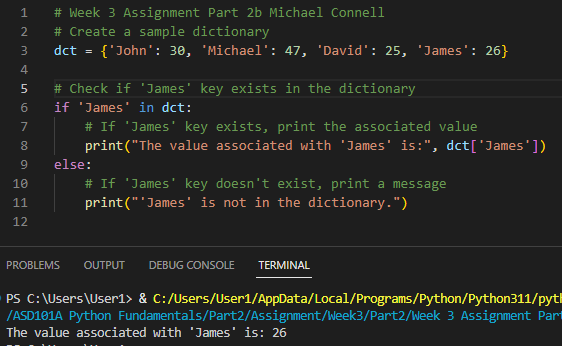 1 # Week 3 Assignment Part 2b Michael Connell
2 # Create a sample dictionary
3 dct = {'John': 30, 'Michael': 47, 'David': 25, 'James': 26}
4
5 # Check if 'James' key exists in the dictionary
6 if 'James' in dct:
7 # If 'James' key exists, print the associated value
8 print("The value associated with 'James' is:", dct['James'])
9 else:
10 # If 'James' key doesn't exist, print a message
11 print("'James' is not in the dictionary.")
12
PROBLEMS OUTPUT DEBUG CONSOLE TERMINAL
PS C:\Users\User1> & C:/Users/User1/AppData/Local/Programs/Python/Python311/pyth
/ASD101A Python Fundamentals/Part2/Assignment/Week3/Part2/Week 3 Assignment Part
The value associated with 'James' is: 26